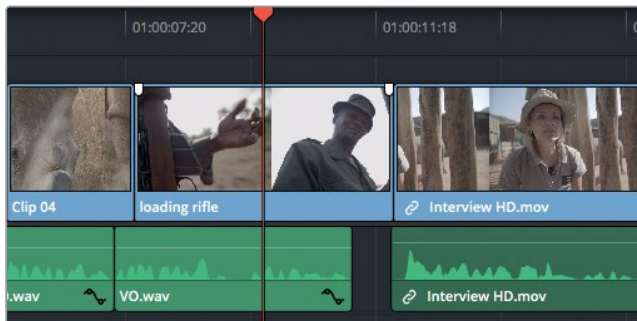 01:00:07:20
01:00:11:18
Clip 04
loading rifle
Interview HD.mov
.wav
VO.wav
Interview HD.mov